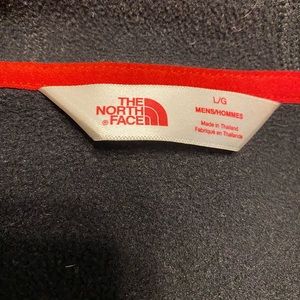 THE
NORTH
FACE
L/G
MENS/HOMMES
Made in Thailand
Fabriqué en Thaïlande